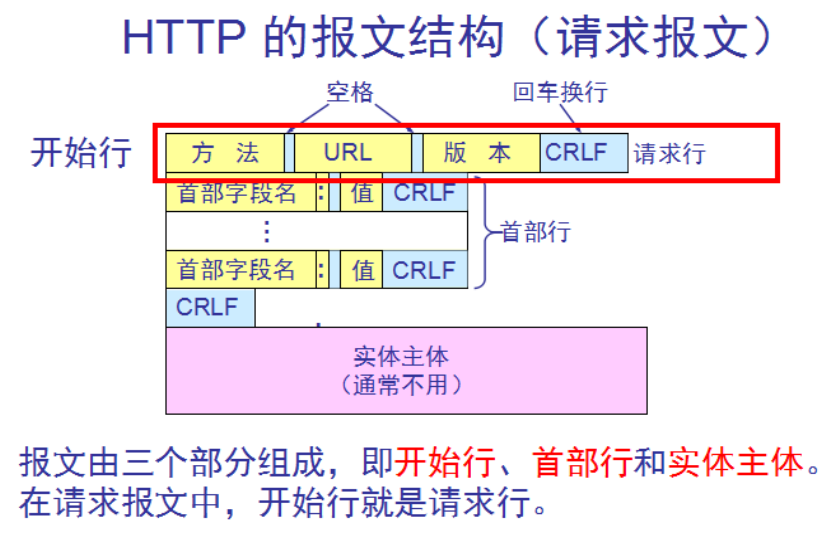 HTTP 的报文结构（请求报文）
空格 回车换行
开始行 方 法 URL 版 本 CRLF 请求行
首部字段名 : 值 CRLF
⋮ 首部行
首部字段名 : 值 CRLF
CRLF
实体主体
（通常不用）
报文由三个部分组成，即开始行、首部行和实体主体。
在请求报文中，开始行就是请求行。